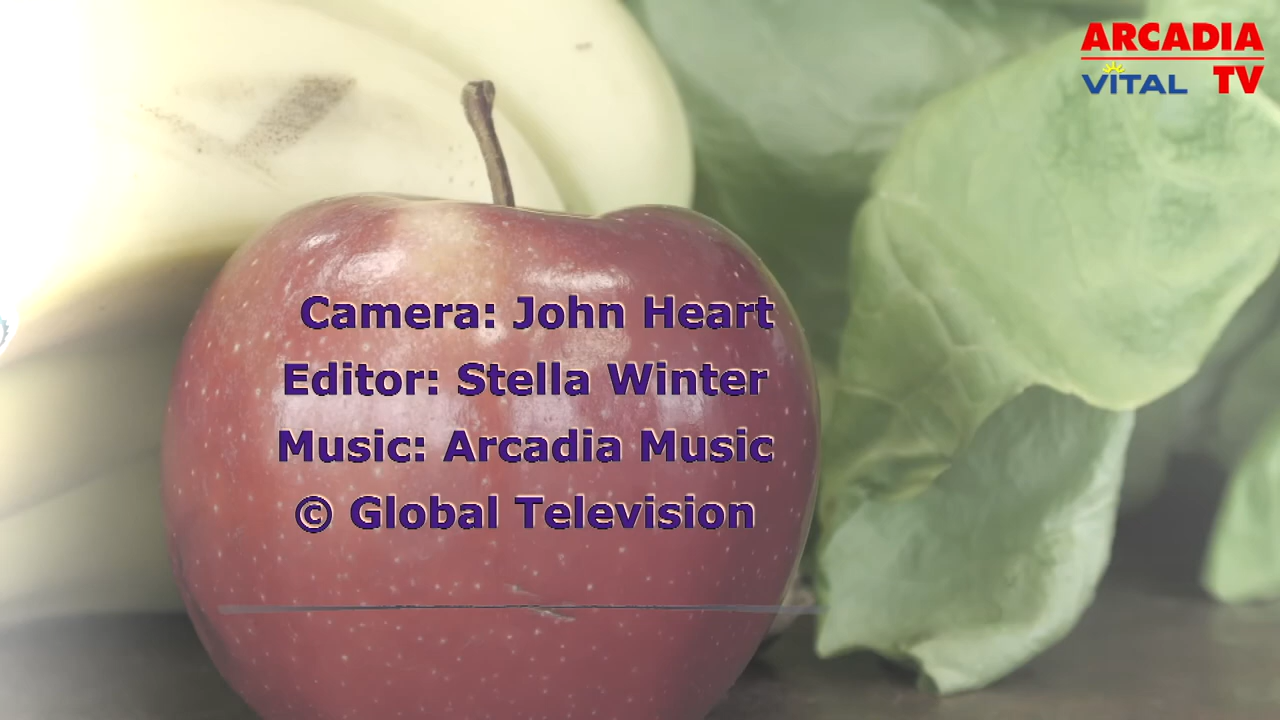 ARCADIA
VITAL TV
Camera: John Heart
Editor: Stella Winter
Music: Arcadia Music
© Global Television